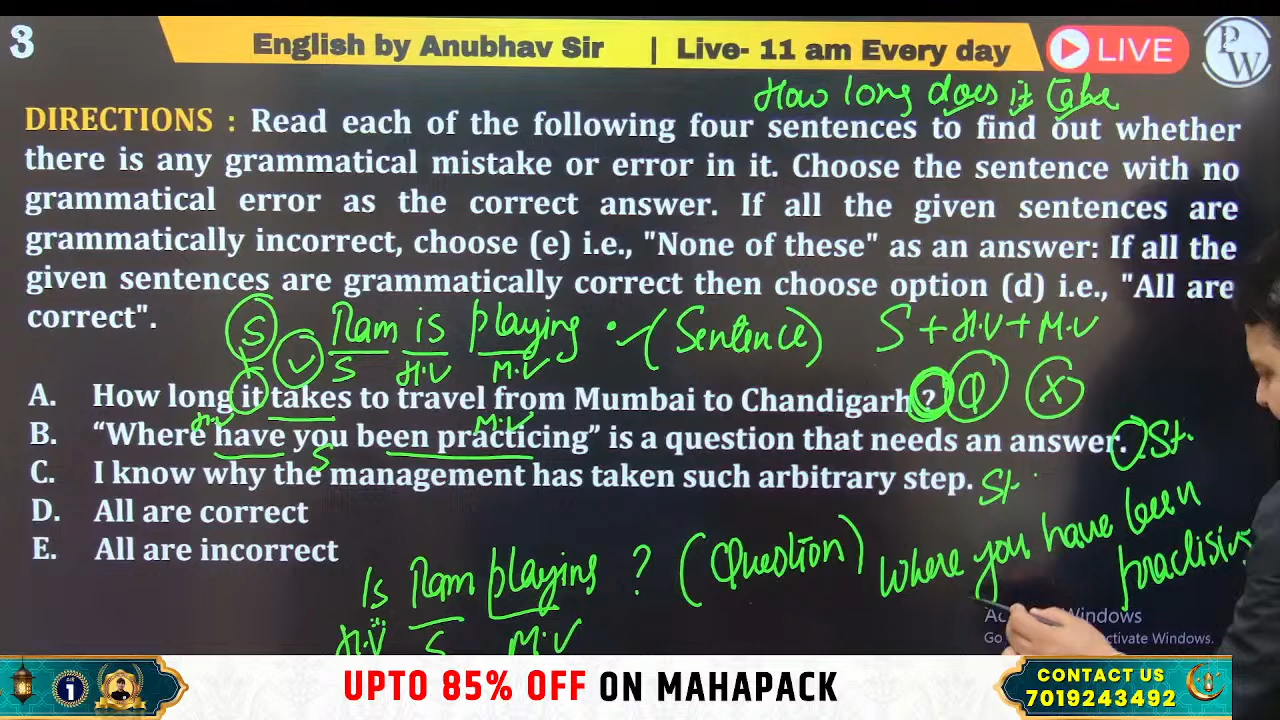 3
English by Anubhav Sir | Live- 11 am Every day
LIVE
PW
How long does it take
DIRECTIONS : Read each of the following four sentences to find out whether
there is any grammatical mistake or error in it. Choose the sentence with no
grammatical error as the correct answer. If all the given sentences are
grammatically incorrect, choose (e) i.e., "None of these" as an answer: If all the
given sentences are grammatically correct then choose option (d) i.e., "All are
correct".
S V Ram is playing . (Sentence) S + H.V + M.V
S H.V M.V
A. How long it takes to travel from Mumbai to Chandigarh ? Q X
H.V M.V
B. “Where have you been practicing” is a question that needs an answer. St.
S
C. I know why the management has taken such arbitrary step. St.
D. All are correct
E. All are incorrect
Is Ram playing ? (Question) Where you have been
practising
H.V S M.V
Windows
Go ctivate Windows.
1
UPTO 85% OFF ON MAHAPACK
CONTACT US
7019243492